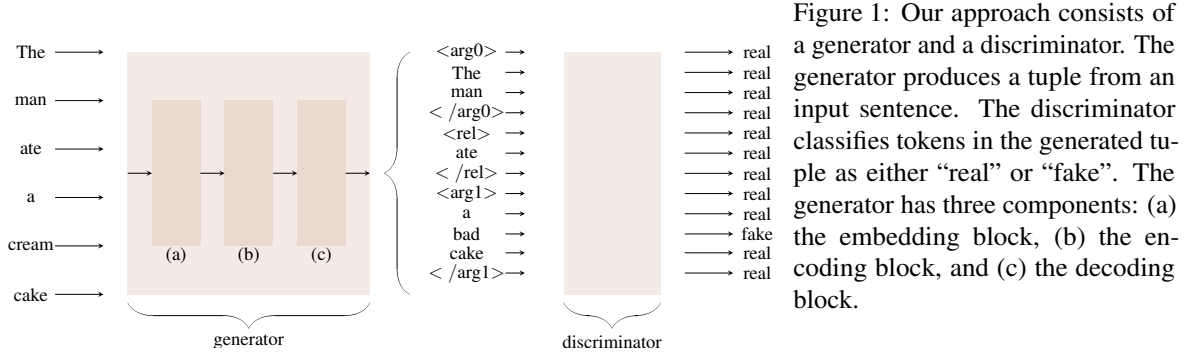 The
man
ate
a
cream
cake
(a)
(b)
(c)
generator
<arg0>
The
man
< /arg0>
<rel>
ate
< /rel>
<arg1>
a
bad
cake
< /arg1>
discriminator
real
real
real
real
real
real
real
real
real
fake
real
real
Figure 1: Our approach consists of
a generator and a discriminator. The
generator produces a tuple from an
input sentence. The discriminator
classifies tokens in the generated tu-
ple as either “real” or “fake”. The
generator has three components: (a)
the embedding block, (b) the en-
coding block, and (c) the decoding
block.